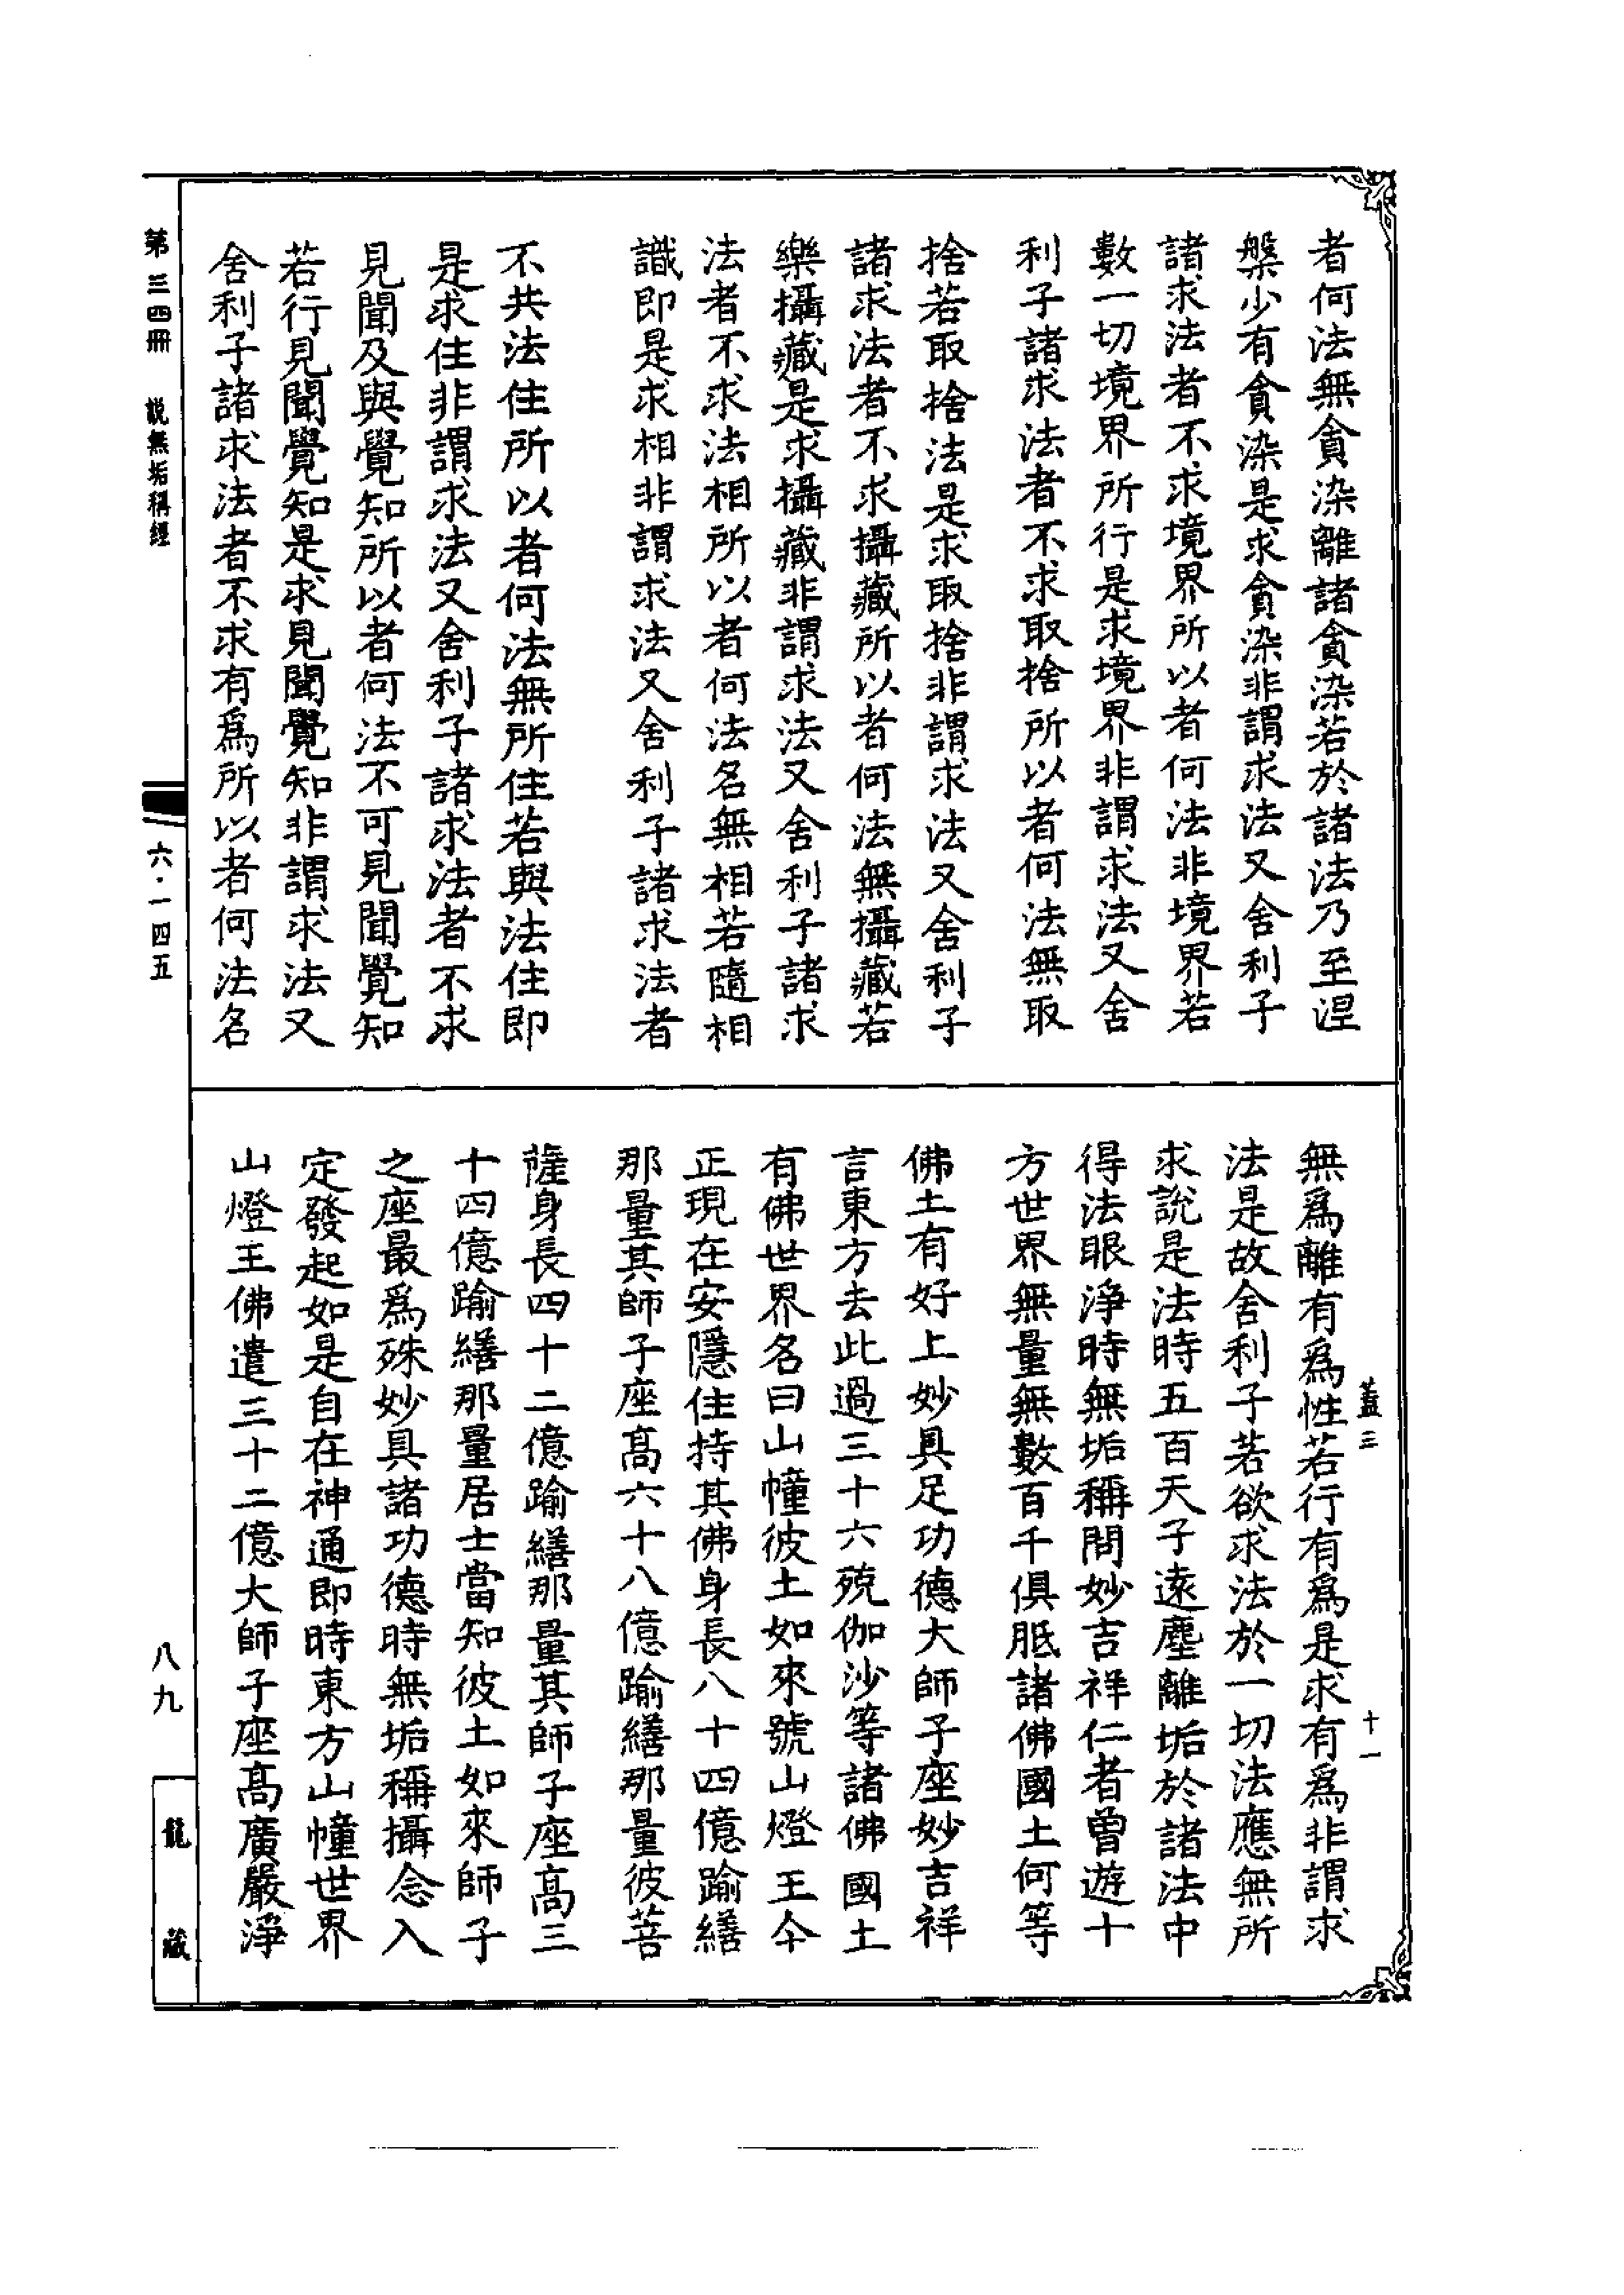 者何法無貪染離諸貪染若於諸法乃至涅
槃少有貪染是求貪染非謂求法又舍利子
諸求法者不求境界所以者何法非境界若
數一切境界所行是求境界非謂求法又舍
利子諸求法者不求取捨所以者何法無取
捨若取捨法是求取捨非謂求法又舍利子
諸求法者不求攝藏所以者何法無攝藏若
樂攝藏是求攝藏非謂求法又舍利子諸求
法者不求法相所以者何法名無相若隨相
識即是求相非謂求法又舍利子諸求法者
不共法住所以者何法無所住若與法住即
是求住非謂求法又舍利子諸求法者不求
見聞及與覺知所以者何法不可見聞覺知
若行見聞覺知是求見聞覺知非謂求法又
舍利子諸求法者不求有爲所以者何法名
無爲離有爲性若行有爲是求有爲非謂求
法是故舍利子若欲求法於一切法應無所
求說是法時五百天子遠塵離垢於諸法中
得法眼淨時無垢稱問妙吉祥仁者曾遊十
方世界無量無數百千俱胝諸佛國土何等
佛土有好上妙具足功德大師子座妙吉祥
言東方去此過三十六殑伽沙等諸佛國土
有佛世界名曰山幢彼土如來號山燈王今
正現在安隱住持其佛身長八十四億踰繕
那量其師子座高六十八億踰繕那量彼菩
薩身長四十二億踰繕那量其師子座高三
十四億踰繕那量居士當知彼土如來師子
之座最爲殊妙具諸功德時無垢稱攝念入
定發起如是自在神通即時東方山幢世界
山燈王佛遣三十二億大師子座高廣嚴淨
蓋三
十一
第三四冊 說無垢稱經
六·一四五
八九
龍藏